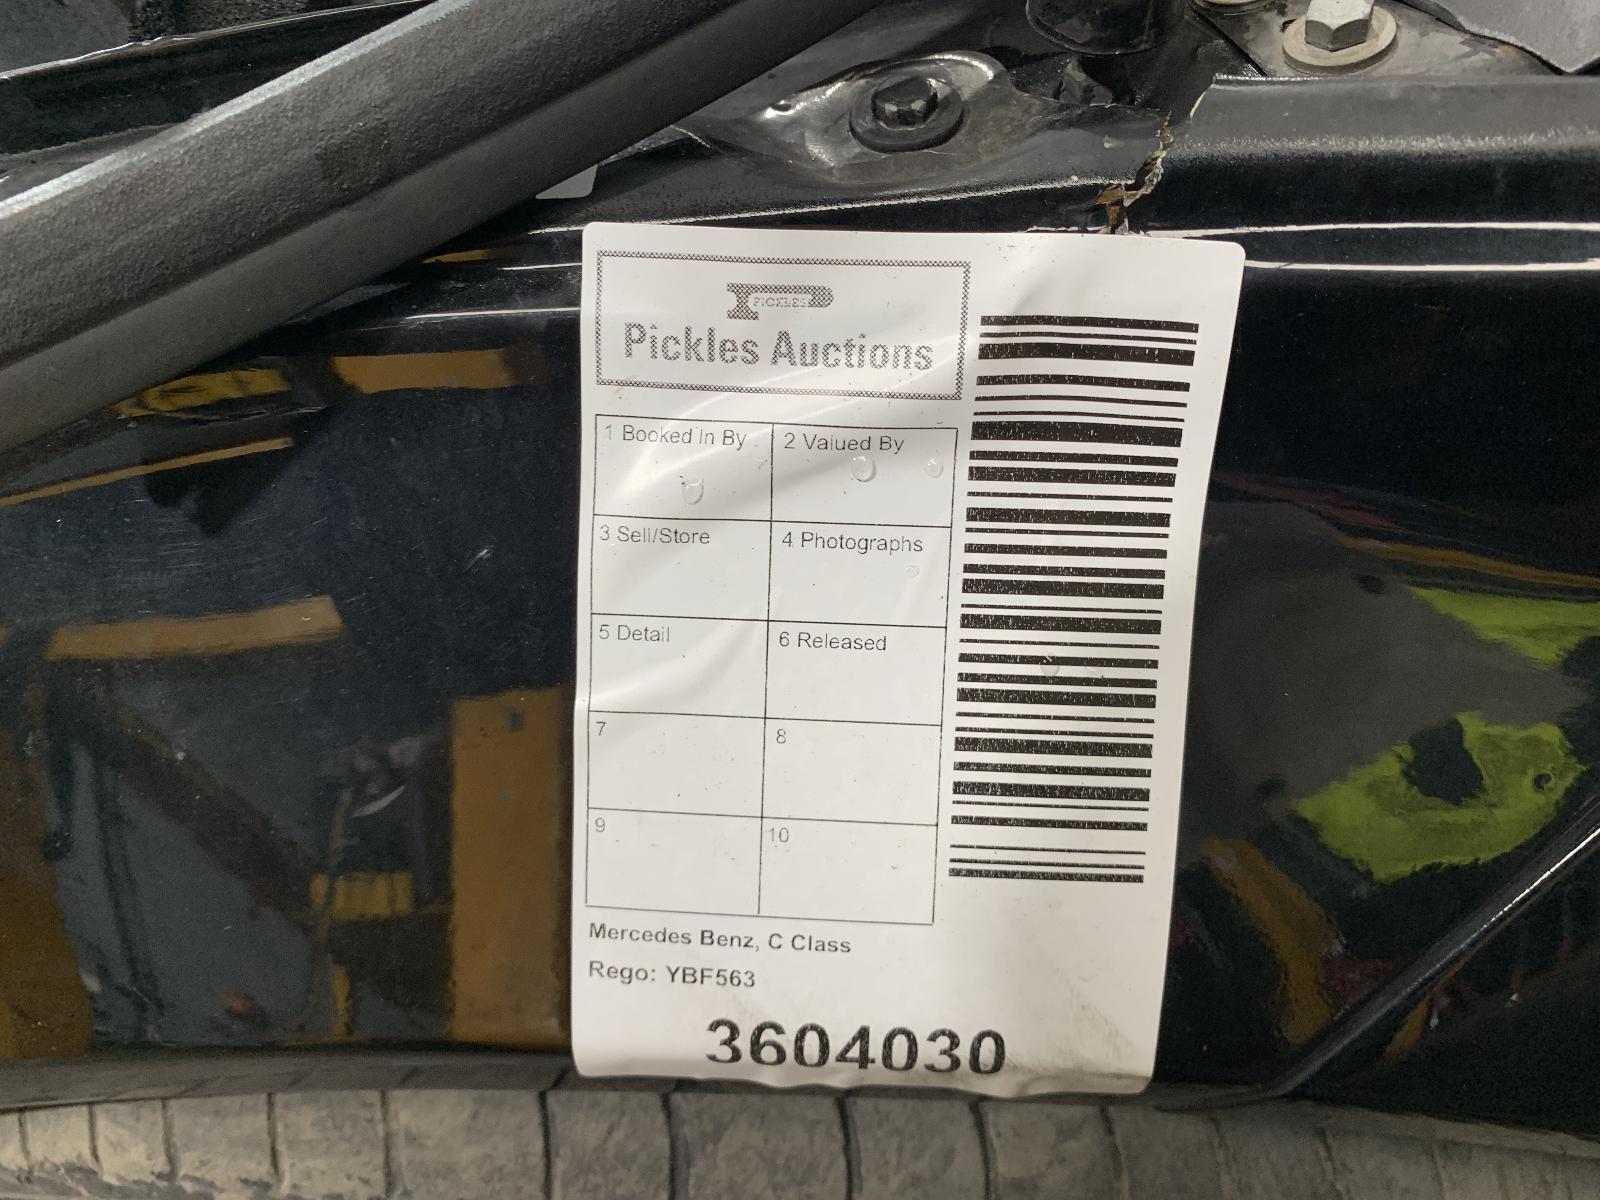 PICKLES
Pickles Auctions
1 Booked In By
2 Valued By
3 Sell/Store
4 Photographs
5 Detail
6 Released
7
8
9
10
Mercedes Benz, C Class
Rego: YBF563
3604030